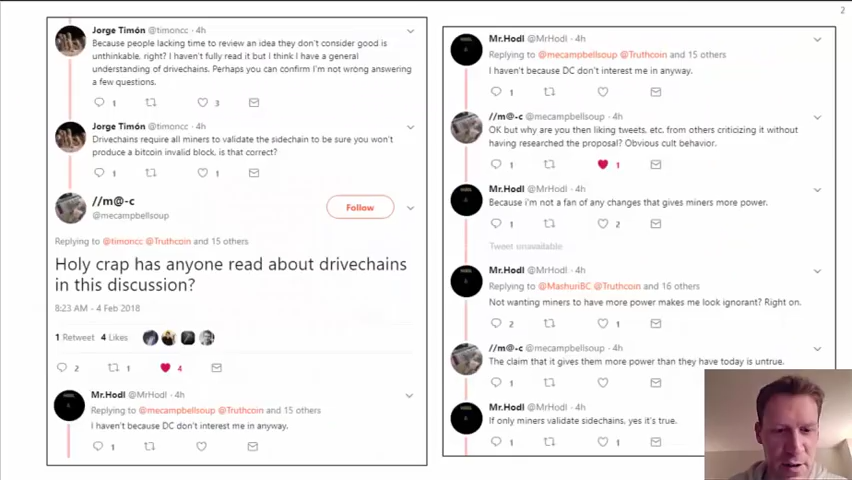 2
Jorge Timón @timoncc · 4h
Because people lacking time to review an idea they don't consider good is
unthinkable, right? I haven't fully read it but I think I have a general
understanding of drivechains. Perhaps you can confirm I'm not wrong answering
a few questions.
1 3
Jorge Timón @timoncc · 4h
Drivechains require all miners to validate the sidechain to be sure you won't
produce a bitcoin invalid block, is that correct?
1 1
//m@-c
@mecampbellsoup
Follow
Replying to @timoncc @Truthcoin and 15 others
Holy crap has anyone read about drivechains
in this discussion?
8:23 AM - 4 Feb 2018
1 Retweet 4 Likes
2 1 4
Mr.Hodl @MrHodl · 4h
Replying to @mecampbellsoup @Truthcoin and 15 others
I haven't because DC don't interest me in anyway.
1
Mr.Hodl @MrHodl · 4h
Replying to @mecampbellsoup @Truthcoin and 15 others
I haven't because DC don't interest me in anyway.
1
//m@-c @mecampbellsoup · 4h
OK but why are you then liking tweets, etc. from others criticizing it without
having researched the proposal? Obvious cult behavior.
1 1
Mr.Hodl @MrHodl · 4h
Because i'm not a fan of any changes that gives miners more power.
1 2
Tweet unavailable
Mr.Hodl @MrHodl · 4h
Replying to @MashuriBC @Truthcoin and 16 others
Not wanting miners to have more power makes me look ignorant? Right on.
2 1
//m@-c @mecampbellsoup · 4h
The claim that it gives them more power than they have today is untrue.
1
Mr.Hodl @MrHodl · 4h
If only miners validate sidechains, yes it's true.
1 1